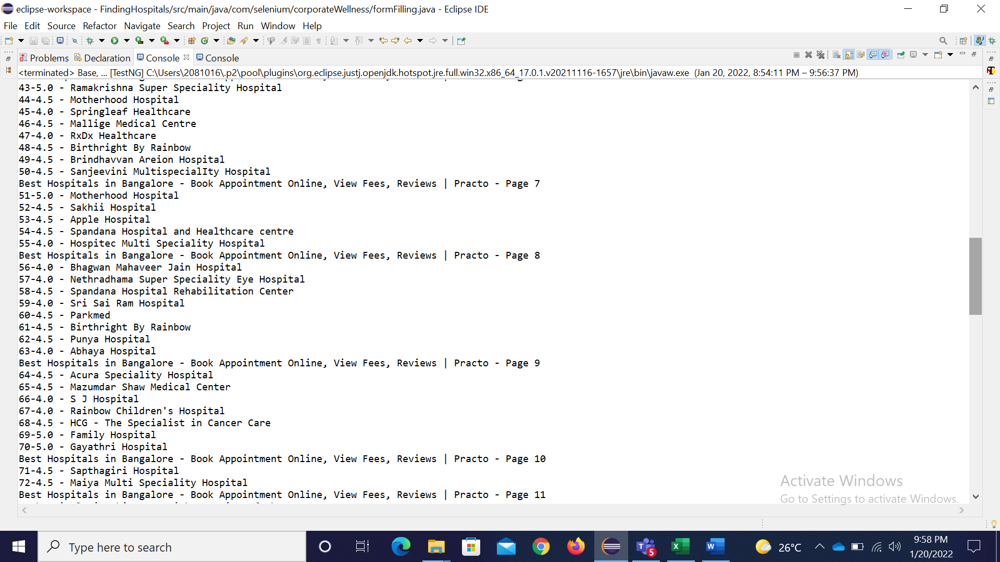 eclipse-workspace - FindingHospitals/src/main/java/com/selenium/corporateWellness/formFilling.java - Eclipse IDE
File Edit Source Refactor Navigate Search Project Run Window Help
Problems Declaration Console Console
<terminated> Base, ... [TestNG] C:\Users\2081016\.p2\pool\plugins\org.eclipse.justj.openjdk.hotspot.jre.full.win32.x86_64_17.0.1.v20211116-1657\jre\bin\javaw.exe (Jan 20, 2022, 8:54:11 PM – 9:56:37 PM)
43-5.0 - Ramakrishna Super Speciality Hospital
44-4.5 - Motherhood Hospital
45-4.0 - Springleaf Healthcare
46-4.5 - Mallige Medical Centre
47-4.0 - RxDx Healthcare
48-4.5 - Birthright By Rainbow
49-4.5 - Brindhavvan Areion Hospital
50-4.5 - Sanjeevini MultispecialIty Hospital
Best Hospitals in Bangalore - Book Appointment Online, View Fees, Reviews | Practo - Page 7
51-5.0 - Motherhood Hospital
52-4.5 - Sakhii Hospital
53-4.5 - Apple Hospital
54-4.5 - Spandana Hospital and Healthcare centre
55-4.0 - Hospitec Multi Speciality Hospital
Best Hospitals in Bangalore - Book Appointment Online, View Fees, Reviews | Practo - Page 8
56-4.0 - Bhagwan Mahaveer Jain Hospital
57-4.0 - Nethradhama Super Speciality Eye Hospital
58-4.5 - Spandana Hospital Rehabilitation Center
59-4.0 - Sri Sai Ram Hospital
60-4.5 - Parkmed
61-4.5 - Birthright By Rainbow
62-4.5 - Punya Hospital
63-4.0 - Abhaya Hospital
Best Hospitals in Bangalore - Book Appointment Online, View Fees, Reviews | Practo - Page 9
64-4.5 - Acura Speciality Hospital
65-4.5 - Mazumdar Shaw Medical Center
66-4.0 - S J Hospital
67-4.0 - Rainbow Children's Hospital
68-4.5 - HCG - The Specialist in Cancer Care
69-5.0 - Family Hospital
70-5.0 - Gayathri Hospital
Best Hospitals in Bangalore - Book Appointment Online, View Fees, Reviews | Practo - Page 10
71-4.5 - Sapthagiri Hospital
72-4.5 - Maiya Multi Speciality Hospital
Best Hospitals in Bangalore - Book Appointment Online, View Fees, Reviews | Practo - Page 11
Activate Windows
Go to Settings to activate Windows.
Type here to search
5
26°C
9:58 PM
1/20/2022